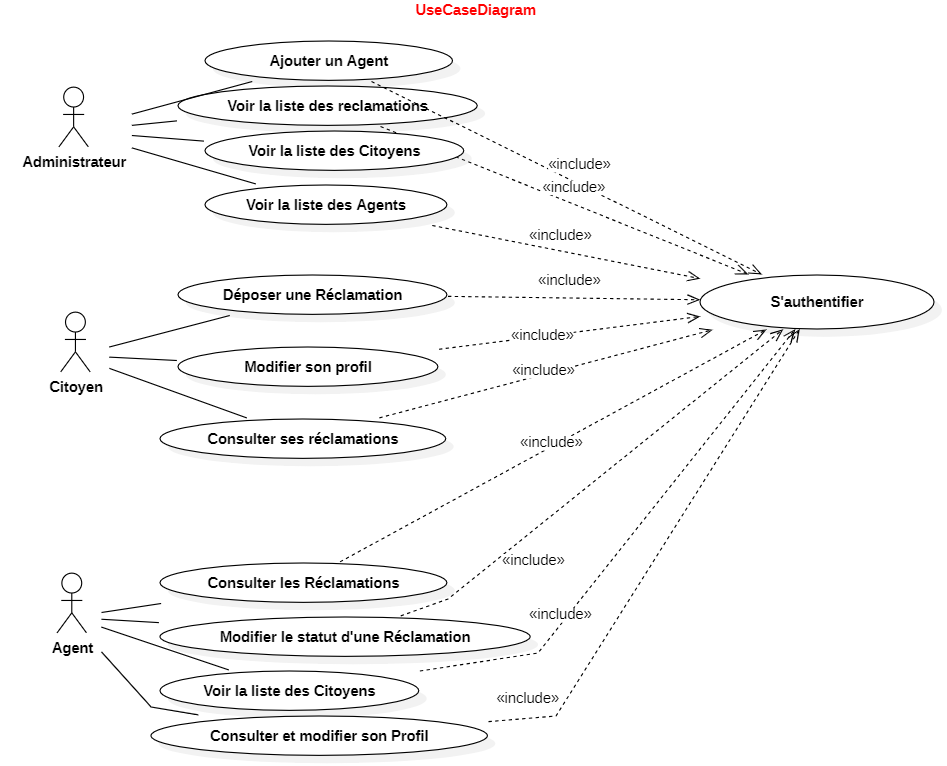 UseCaseDiagram
Ajouter un Agent
Voir la liste des reclamations
Administrateur
Voir la liste des Citoyens
«include»
«include»
Voir la liste des Agents
«include»
«include»
Déposer une Réclamation
S'authentifier
«include»
Modifier son profil
«include»
Citoyen
Consulter ses réclamations
«include»
«include»
Consulter les Réclamations
«include»
Modifier le statut d'une Réclamation
Agent
Voir la liste des Citoyens
«include»
Consulter et modifier son Profil